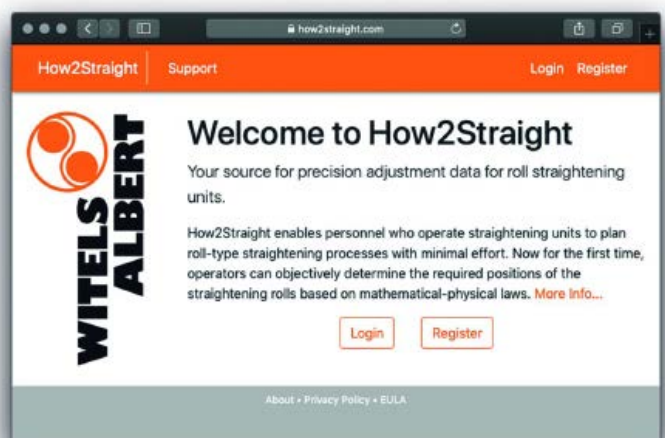 how2straight.com
How2Straight
Support
Login Register
WITELS
ALBERT
Welcome to How2Straight
Your source for precision adjustment data for roll straightening
units.
How2Straight enables personnel who operate straightening units to plan
roll-type straightening processes with minimal effort. Now for the first time,
operators can objectively determine the required positions of the
straightening rolls based on mathematical-physical laws. More Info...
Login Register
About • Privacy Policy • EULA